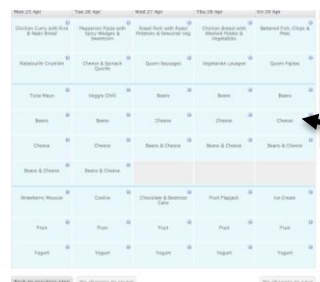 Mon 25 Apr Tue 26 Apr Wed 27 Apr Thu 28 Apr Fri 29 Apr
Chicken Curry with Rice & Naan Bread
Pepperoni Pasta with Spicy Wedges & Sweetcorn
Roast Pork with Roast Potatoes & Seasonal Veg
Chicken Breast with Mashed Potato & Vegetables
Battered Fish, Chips & Peas
Ratatouille Crumble
Cheese & Spinach Quiche
Quorn Sausages
Vegetarian Lasagne
Quorn Fajitas
Tuna Mayo Veggie Chilli Beans Beans Beans
Beans Beans Cheese Cheese Cheese
Cheese Cheese Beans & Cheese Beans & Cheese Beans & Cheese
Beans & Cheese Beans & Cheese
Strawberry Mousse
Cookie
Chocolate & Beetroot Cake
Fruit Flapjack
Ice Cream
Fruit Fruit Fruit Fruit Fruit
Yogurt Yogurt Yogurt Yogurt Yogurt